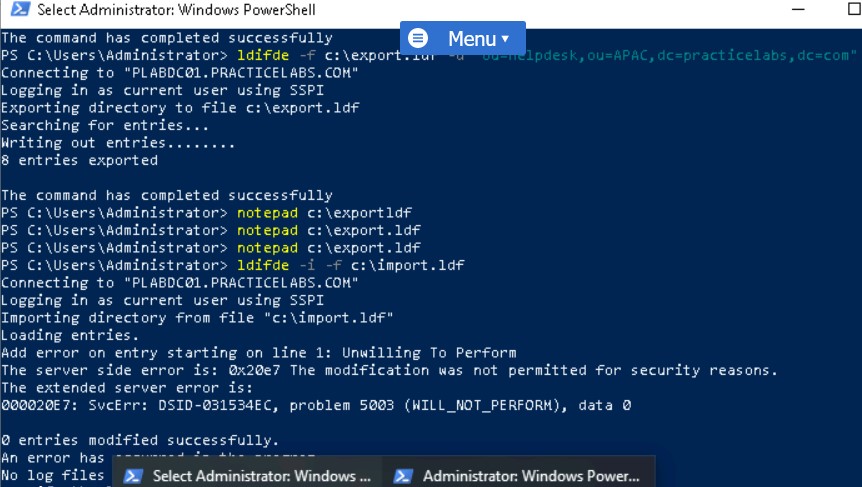 Select Administrator: Windows PowerShell
Menu
The command has completed successfully
PS C:\Users\Administrator> ldifde -f c:\export.ldf -d "ou=helpdesk,ou=APAC,dc=practicelabs,dc=com"
Connecting to "PLABDC01.PRACTICELABS.COM"
Logging in as current user using SSPI
Exporting directory to file c:\export.ldf
Searching for entries...
Writing out entries........
8 entries exported
The command has completed successfully
PS C:\Users\Administrator> notepad c:\exportldf
PS C:\Users\Administrator> notepad c:\export.ldf
PS C:\Users\Administrator> notepad c:\export.ldf
PS C:\Users\Administrator> ldifde -i -f c:\import.ldf
Connecting to "PLABDC01.PRACTICELABS.COM"
Logging in as current user using SSPI
Importing directory from file "c:\import.ldf"
Loading entries.
Add error on entry starting on line 1: Unwilling To Perform
The server side error is: 0x20e7 The modification was not permitted for security reasons.
The extended server error is:
000020E7: SvcErr: DSID-031534EC, problem 5003 (WILL_NOT_PERFORM), data 0
0 entries modified successfully.
An error has occurred in the program
No log files
Select Administrator: Windows ...
Administrator: Windows Power...